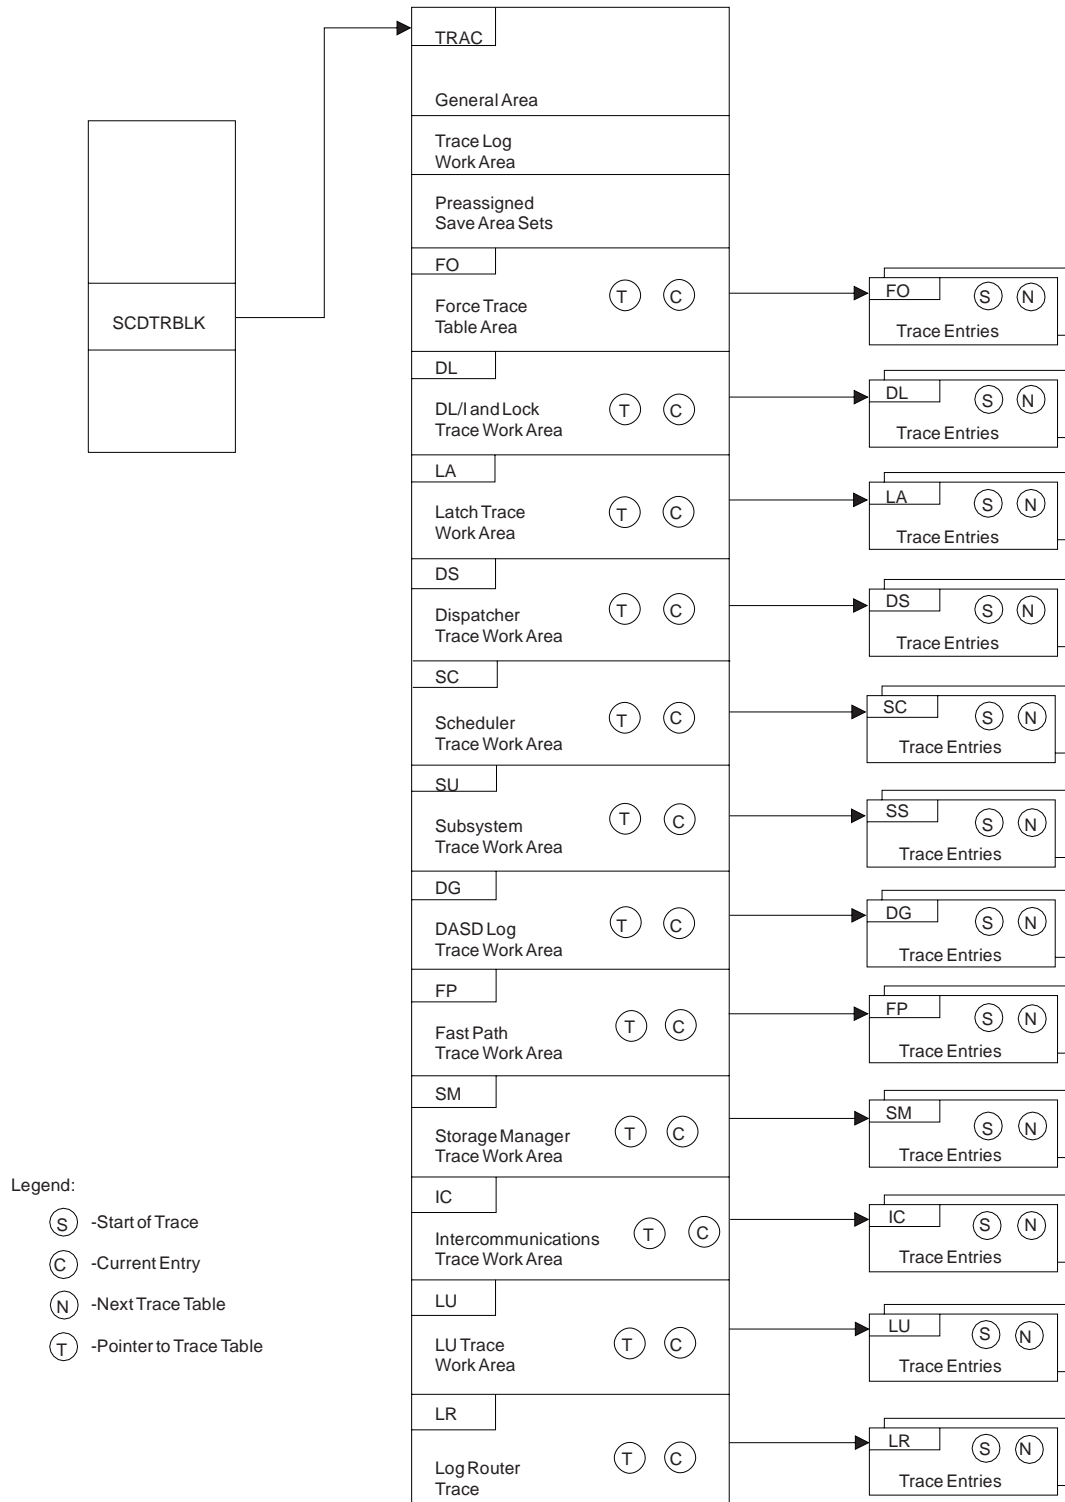 TRAC
General Area
Trace Log
Work Area
Preassigned
Save Area Sets
SCDTRBLK
FO
Force Trace
Table Area
T C
FO
S N
Trace Entries
DL
DL/I and Lock
Trace Work Area
T C
DL
S N
Trace Entries
LA
Latch Trace
Work Area
T C
LA
S N
Trace Entries
DS
Dispatcher
Trace Work Area
T C
DS
S N
Trace Entries
SC
Scheduler
Trace Work Area
T C
SC
S N
Trace Entries
SU
Subsystem
Trace Work Area
T C
SS
S N
Trace Entries
DG
DASD Log
Trace Work Area
T C
DG
S N
Trace Entries
FP
Fast Path
Trace Work Area
T C
FP
S N
Trace Entries
SM
Storage Manager
Trace Work Area
T C
SM
S N
Trace Entries
IC
Intercommunications
Trace Work Area
T C
IC
S N
Trace Entries
LU
LU Trace
Work Area
T C
LU
S N
Trace Entries
LR
Log Router
Trace
T C
LR
S N
Trace Entries
Legend:
S -Start of Trace
C -Current Entry
N -Next Trace Table
T -Pointer to Trace Table